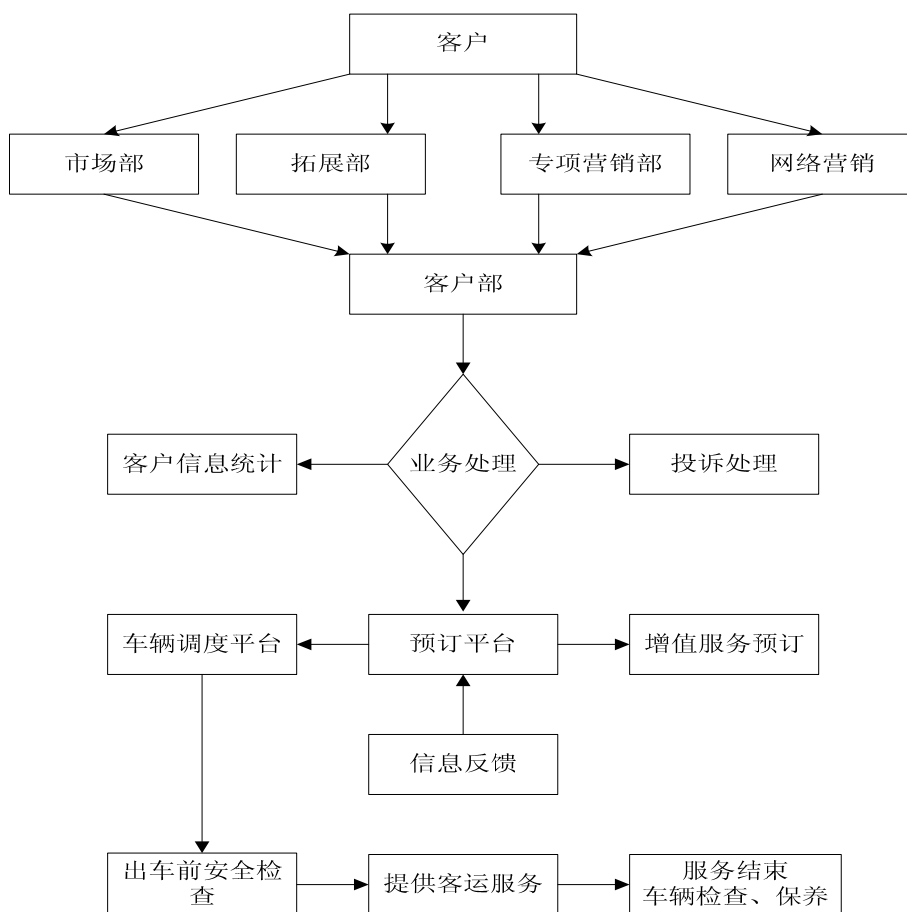 客户
市场部
拓展部
专项营销部
网络营销
客户部
客户信息统计
业务处理
投诉处理
车辆调度平台
预订平台
增值服务预订
信息反馈
出车前安全检
查
提供客运服务
服务结束
车辆检查、保养